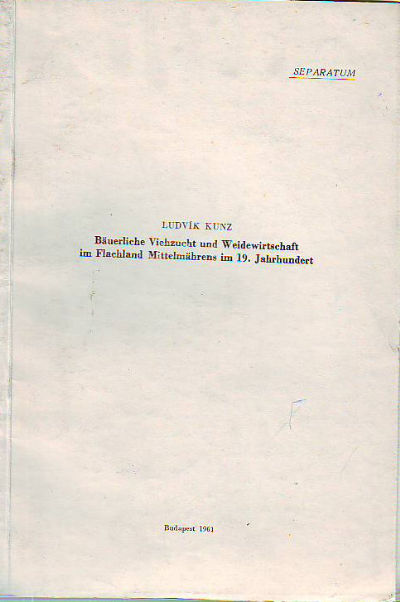 SEPARATUM
LUDVÍK KUNZ
Bäuerliche Viehzucht und Weidewirtschaft
im Flachland Mittelmährens im 19. Jahrhundert
Budapest 1961